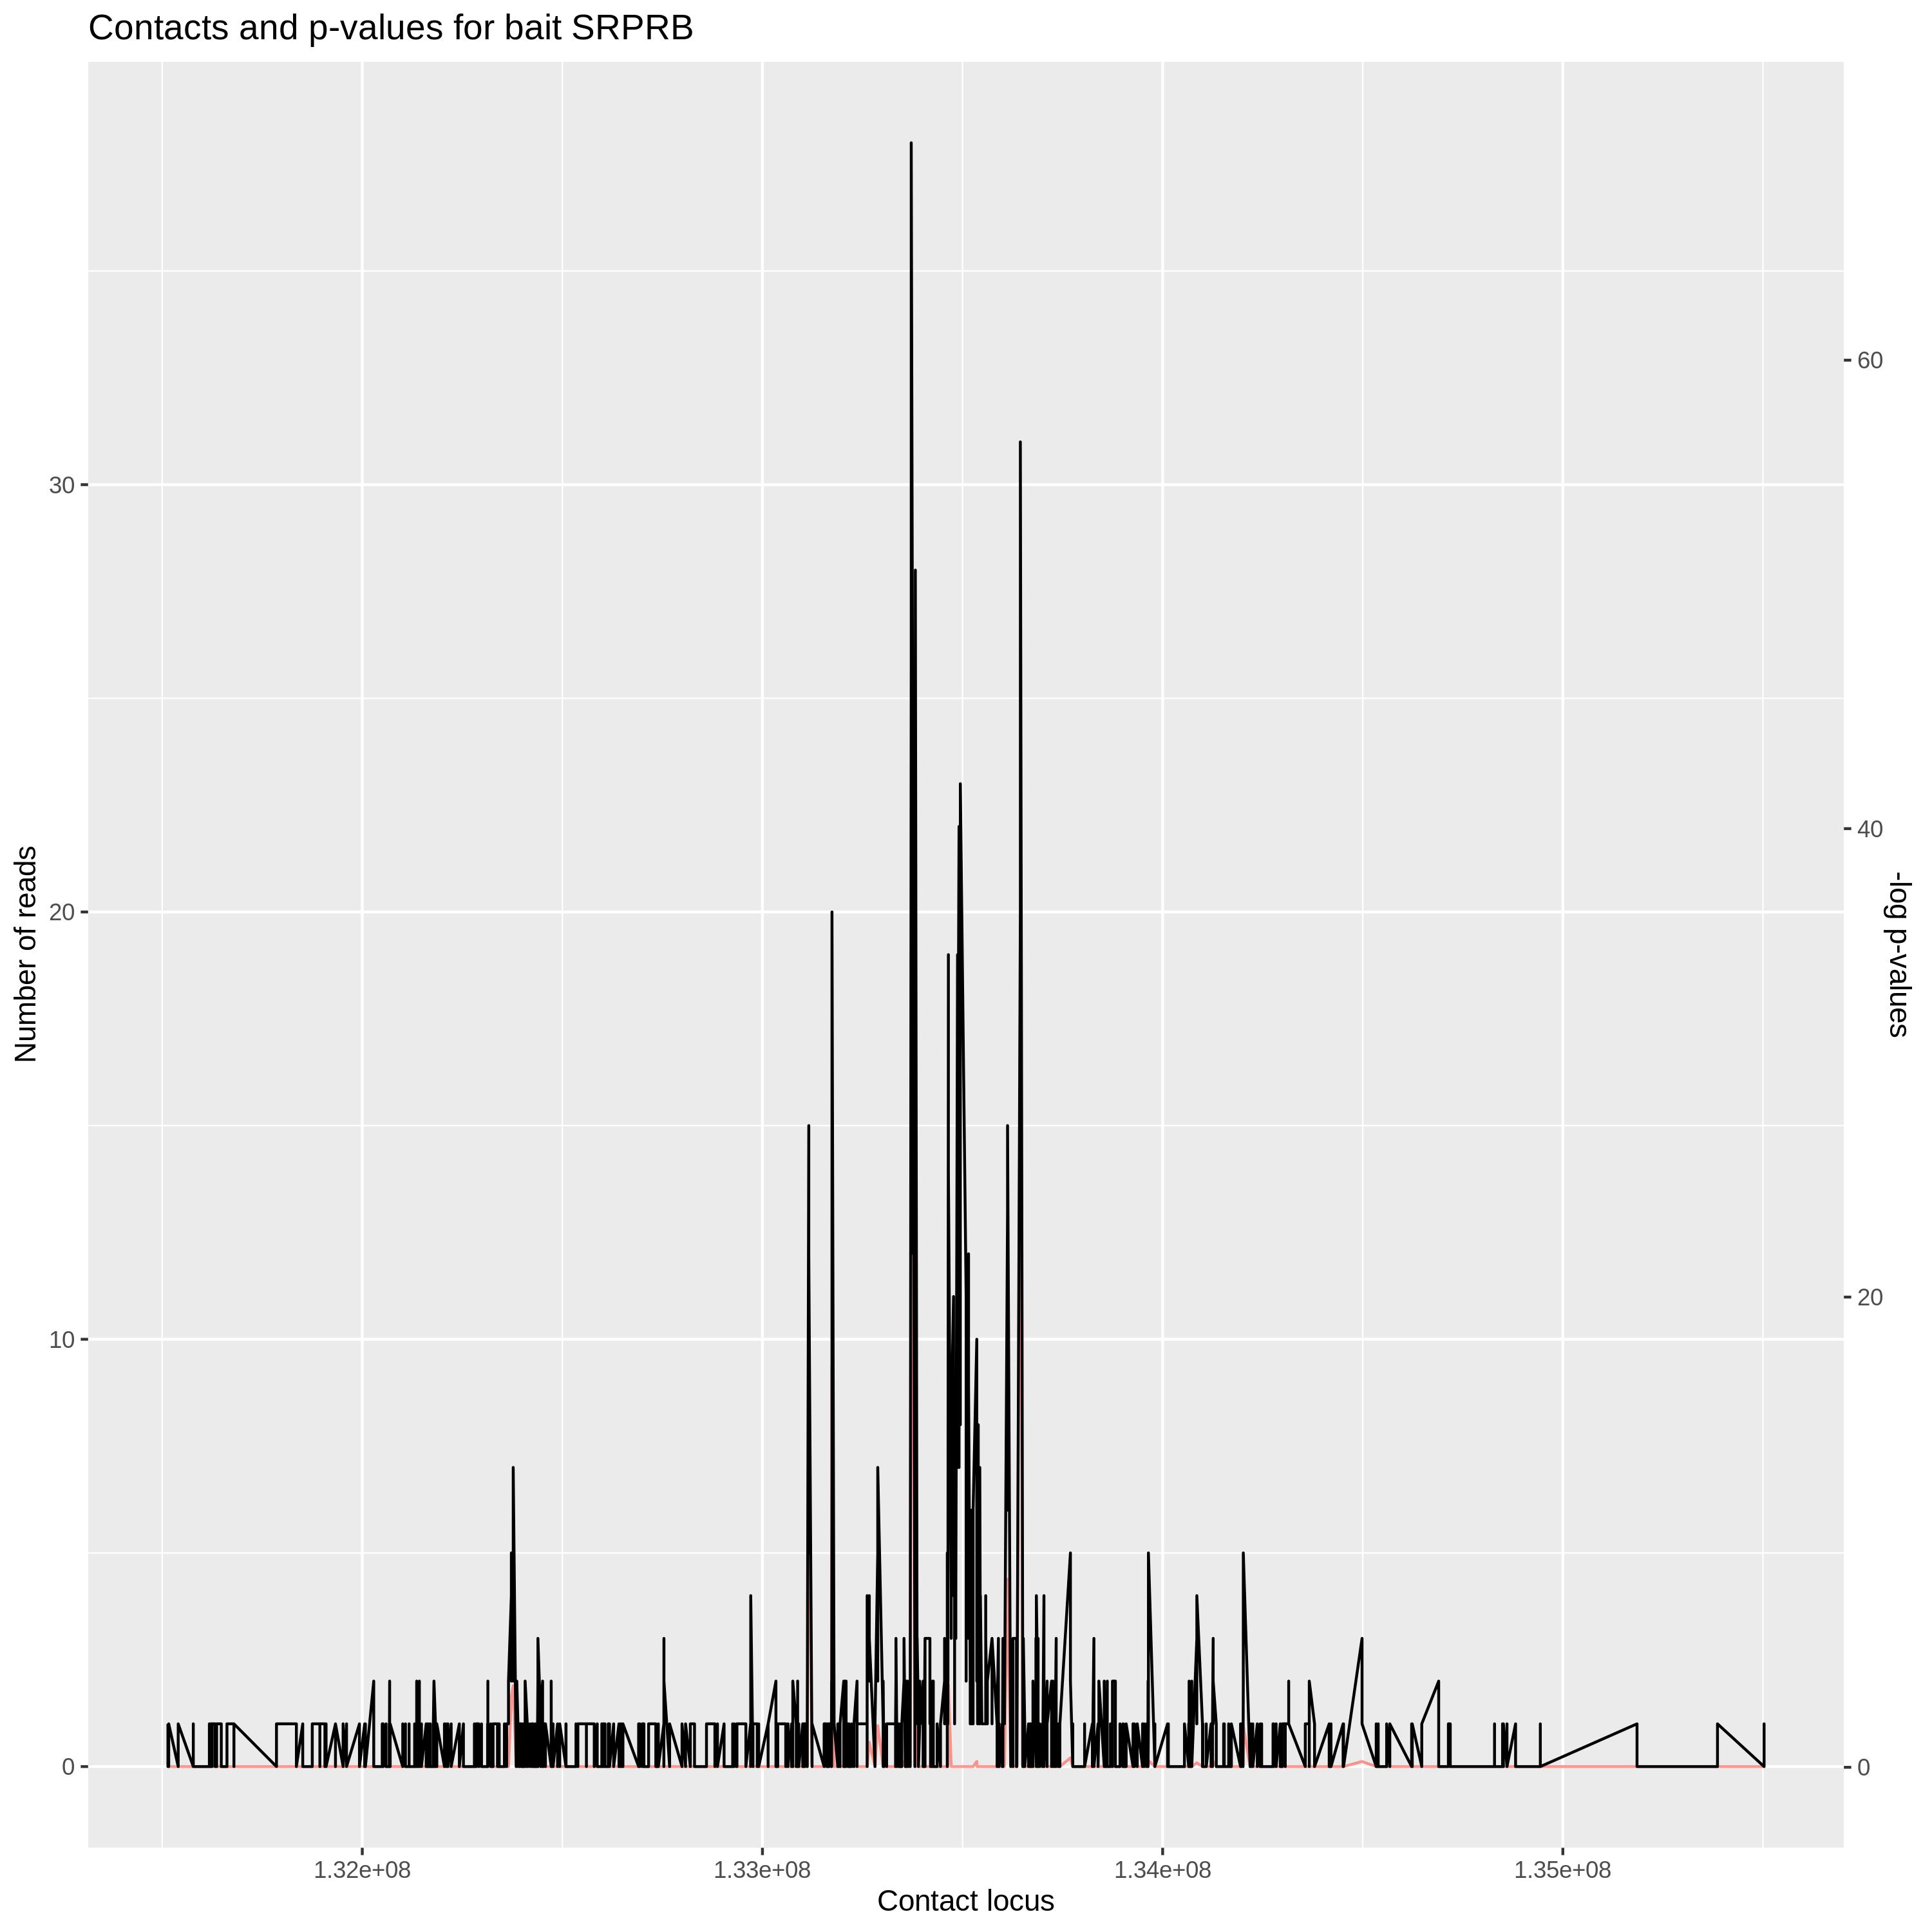 Contacts and p-values for bait SRPRB
Number of reads
30
20
10
0
60
40
20
0
-log p-values
1.32e+08 1.33e+08 1.34e+08 1.35e+08
Contact locus